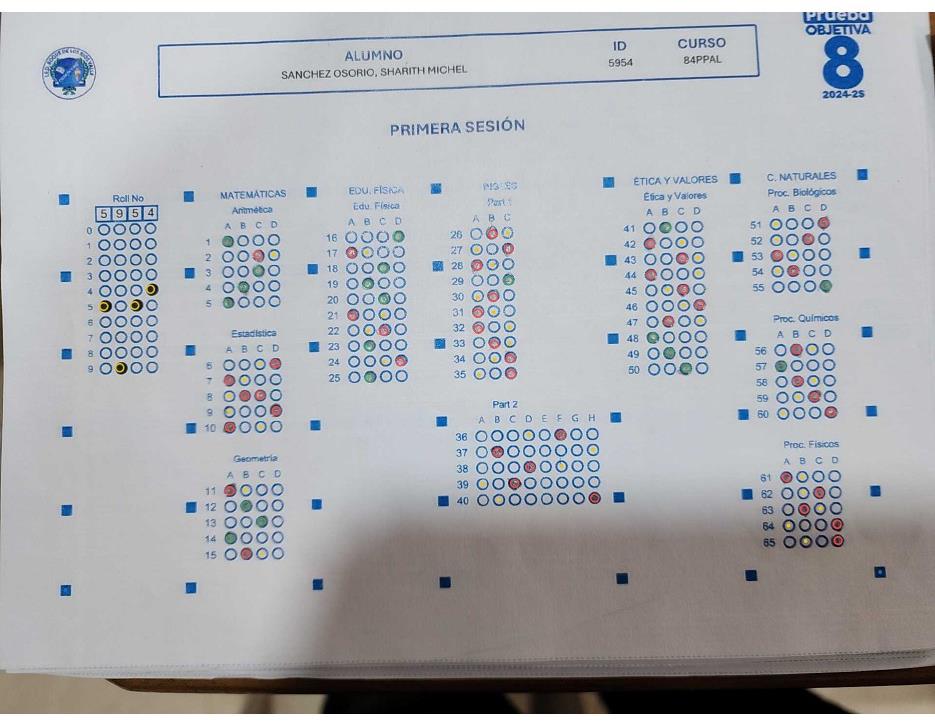 Prueba
OBJETIVA
8
2024-25
ALUMNO
SANCHEZ OSORIO, SHARITH MICHEL
ID
5954
CURSO
84PPAL
PRIMERA SESIÓN
Roll No
5 9 5 4
0
1
2
3
4
5
6
7
8
9
MATEMÁTICAS
Aritmética
A B C D
1
2
3
4
5
Estadística
A B C D
6
7
8
9
10
Geometría
A B C D
11
12
13
14
15
EDU. FÍSICA
Edu. Física
A B C D
16
17
18
19
20
21
22
23
24
25
INGLES
Part 1
A B C
26
27
28
29
30
31
32
33
34
35
Part 2
A B C D E F G H
36
37
38
39
40
ÉTICA Y VALORES
Ética y Valores
A B C D
41
42
43
44
45
46
47
48
49
50
C. NATURALES
Proc. Biológicos
A B C D
51
52
53
54
55
Proc. Químicos
A B C D
56
57
58
59
60
Proc. Físicos
A B C D
61
62
63
64
65